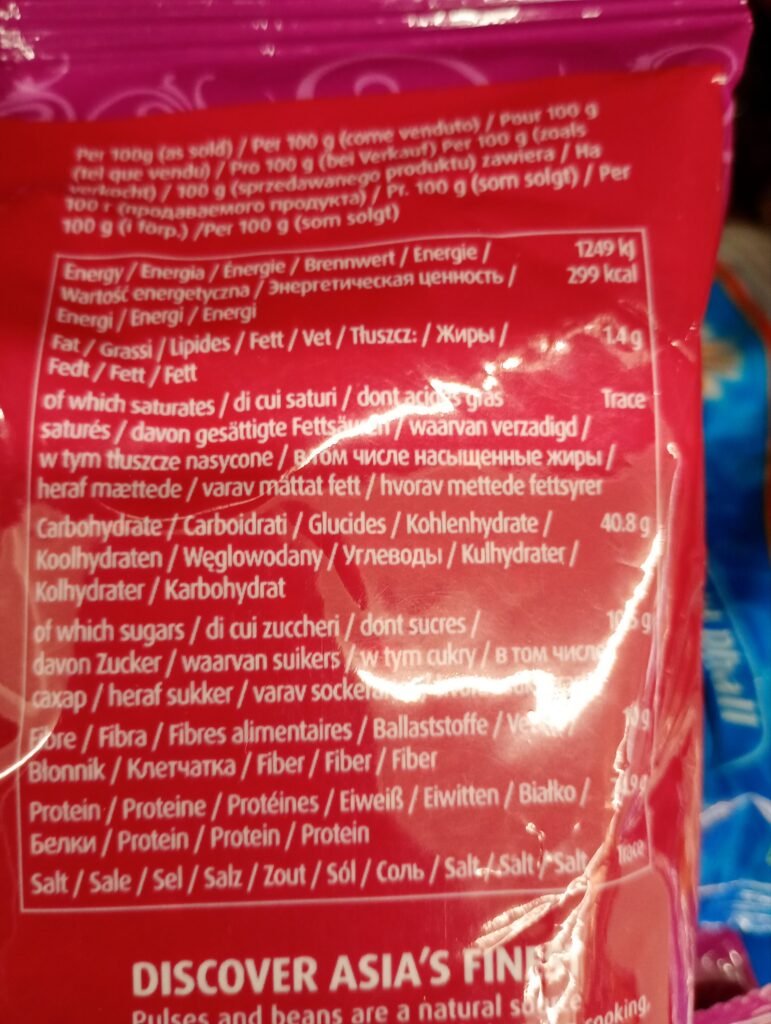 Per 100g (as sold) / Per 100 g (come venduto) / Pour 100 g
(tel que vendu) / Pro 100 g (bei Verkauf) Per 100 g (zoals
verkocht) / 100 g (sprzedawanego produktu) zawiera / На
100 г (продаваемого продукта) / Pr. 100 g (som solgt) / Per
100 g (i förp.) /Per 100 g (som solgt)
Energy / Energia / Énergie / Brennwert / Energie / 1249 kJ
Wartość energetyczna / Энергетическая ценность / 299 kcal
Energi / Energi / Energi
Fat / Grassi / Lipides / Fett / Vet / Tłuszcz: / Жиры / 1.4 g
Fedt / Fett / Fett
of which saturates / di cui saturi / dont acides gras Trace
saturés / davon gesättigte Fettsäuren / waarvan verzadigd /
w tym tłuszcze nasycone / в том числе насыщенные жиры /
heraf mættede / varav mättat fett / hvorav mettede fettsyrer
Carbohydrate / Carboidrati / Glucides / Kohlenhydrate / 40.8 g
Koolhydraten / Węglowodany / Углеводы / Kulhydrater /
Kolhydrater / Karbohydrat
of which sugars / di cui zuccheri / dont sucres /
davon Zucker / waarvan suikers / w tym cukry / в том числе
сахар / heraf sukker / varav sockerarter
Fibre / Fibra / Fibres alimentaires / Ballaststoffe /
Błonnik / Клетчатка / Fiber / Fiber / Fiber
Protein / Proteine / Protéines / Eiweiß / Eiwitten / Białko /
Белки / Protein / Protein / Protein
Salt / Sale / Sel / Salz / Zout / Sól / Соль / Salt / Salt / Salt Trace
DISCOVER ASIA'S FINEST
Pulses and beans are a natural source cooking,